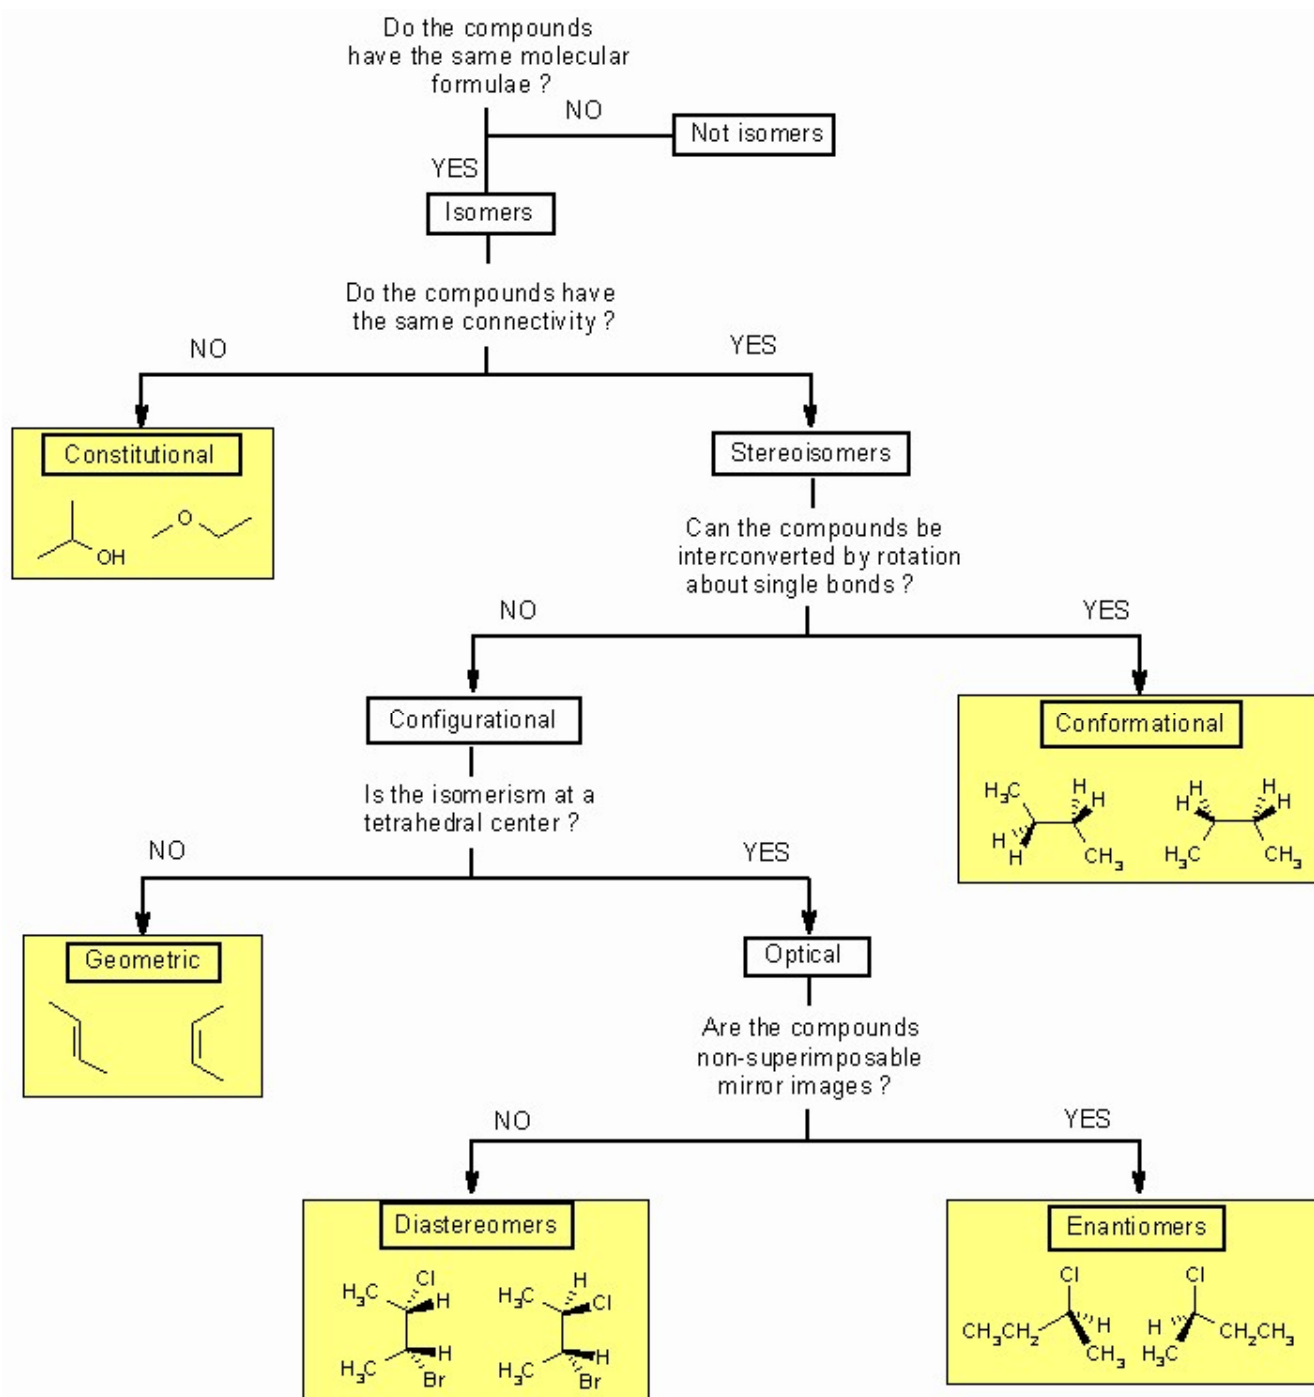 Do the compounds
have the same molecular
formulae ?
NO
Not isomers
YES
Isomers
Do the compounds have
the same connectivity ?
NO
YES
Constitutional
O
OH
Stereoisomers
Can the compounds be
interconverted by rotation
about single bonds ?
NO
YES
Configurational
Conformational
H₃C H H
H H CH₃
H H H H
H₃C CH₃
Is the isomerism at a
tetrahedral center ?
NO
YES
Geometric
Optical
Are the compounds
non-superimposable
mirror images ?
NO
YES
Diastereomers
H₃C Cl H
H₃C H Br
H₃C H Cl
H₃C H Br
Enantiomers
Cl
CH₃CH₂ H
CH₃
Cl
H CH₂CH₃
H₃C